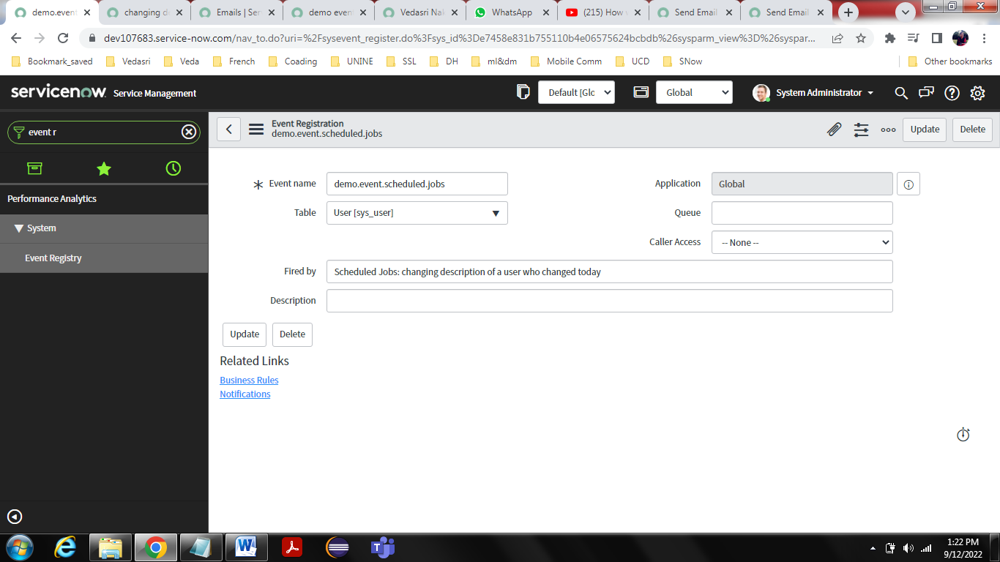 demo.event
changing d
Emails | Ser
demo even
Vedasri Nak
WhatsApp
(215) How
Send Email
Send Email
dev107683.service-now.com/nav_to.do?uri=%2Fsysevent_register.do%3Fsys_id%3De7458e831b755110b4e06575624bcbdb%26sysparm_view%3D%26syspar...
Bookmark_saved
Vedasri
Veda
French
Coading
UNINE
SSL
DH
ml&dm
Mobile Comm
UCD
SNow
Other bookmarks
servicenow Service Management
Default [Glo
Global
System Administrator
event r
Event Registration
demo.event.scheduled.jobs
Update
Delete
Performance Analytics
System
Event Registry
Event name demo.event.scheduled.jobs
Application Global
Table User [sys_user]
Queue
Caller Access -- None --
Fired by Scheduled Jobs: changing description of a user who changed today
Description
Update
Delete
Related Links
Business Rules
Notifications
1:22 PM
9/12/2022